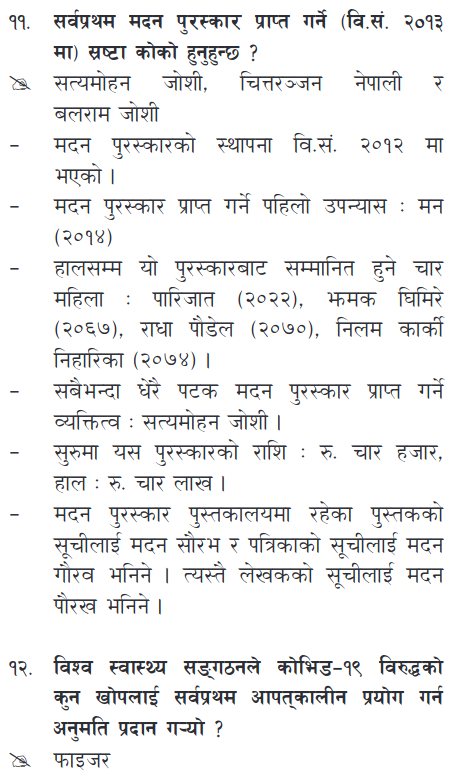 ११. सर्वप्रथम मदन पुरस्कार प्राप्त गर्ने (वि.सं. २०१३
मा) स्रष्टा कोको हुनुहुन्छ ?
सत्यमोहन जोशी, चित्तरञ्जन नेपाली र
बलराम जोशी
– मदन पुरस्कारको स्थापना वि.सं. २०१२ मा
भएको ।
– मदन पुरस्कार प्राप्त गर्ने पहिलो उपन्यास : मन
(२०१४)
– हालसम्म यो पुरस्कारबाट सम्मानित हुने चार
महिला : पारिजात (२०२२), झमक घिमिरे
(२०६७), राधा पौडेल (२०७०), निलम कार्की
निहारिका (२०७४) ।
– सबैभन्दा धेरै पटक मदन पुरस्कार प्राप्त गर्ने
व्यक्तित्व : सत्यमोहन जोशी ।
– सुरुमा यस पुरस्कारको राशि : रु. चार हजार,
हाल : रु. चार लाख ।
– मदन पुरस्कार पुस्तकालयमा रहेका पुस्तकको
सूचीलाई मदन सौरभ र पत्रिकाको सूचीलाई मदन
गौरव भनिने । त्यस्तै लेखकको सूचीलाई मदन
पौरख भनिने ।
१२. विश्व स्वास्थ्य सङ्गठनले कोभिड–१९ विरुद्धको
कुन खोपलाई सर्वप्रथम आपत्कालीन प्रयोग गर्न
अनुमति प्रदान गऱ्यो ?
फाइजर